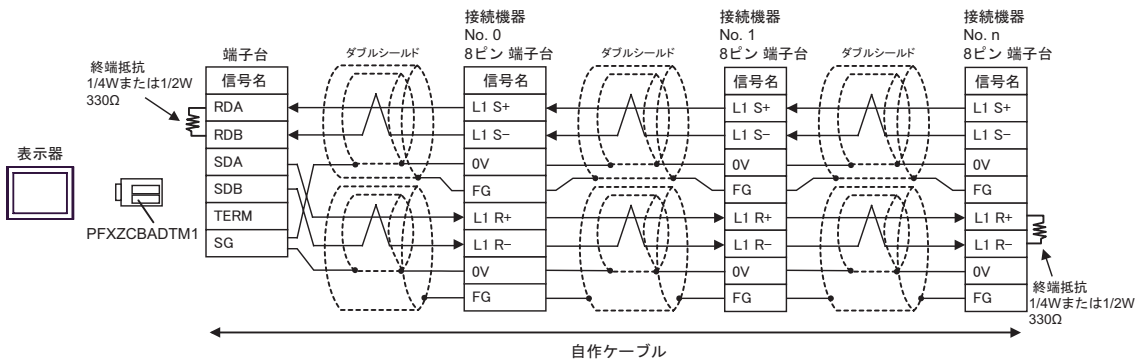 接続機器
No. 0
8ピン 端子台
接続機器
No. 1
8ピン 端子台
接続機器
No. n
8ピン 端子台
端子台
ダブルシールド
ダブルシールド
ダブルシールド
終端抵抗
1/4Wまたは1/2W
330Ω
表示器
PFXZCBADTM1
信号名
RDA
RDB
SDA
SDB
TERM
SG
信号名
L1 S+
L1 S-
0V
FG
L1 R+
L1 R-
0V
FG
信号名
L1 S+
L1 S-
0V
FG
L1 R+
L1 R-
0V
FG
信号名
L1 S+
L1 S-
0V
FG
L1 R+
L1 R-
0V
FG
終端抵抗
1/4Wまたは1/2W
330Ω
自作ケーブル